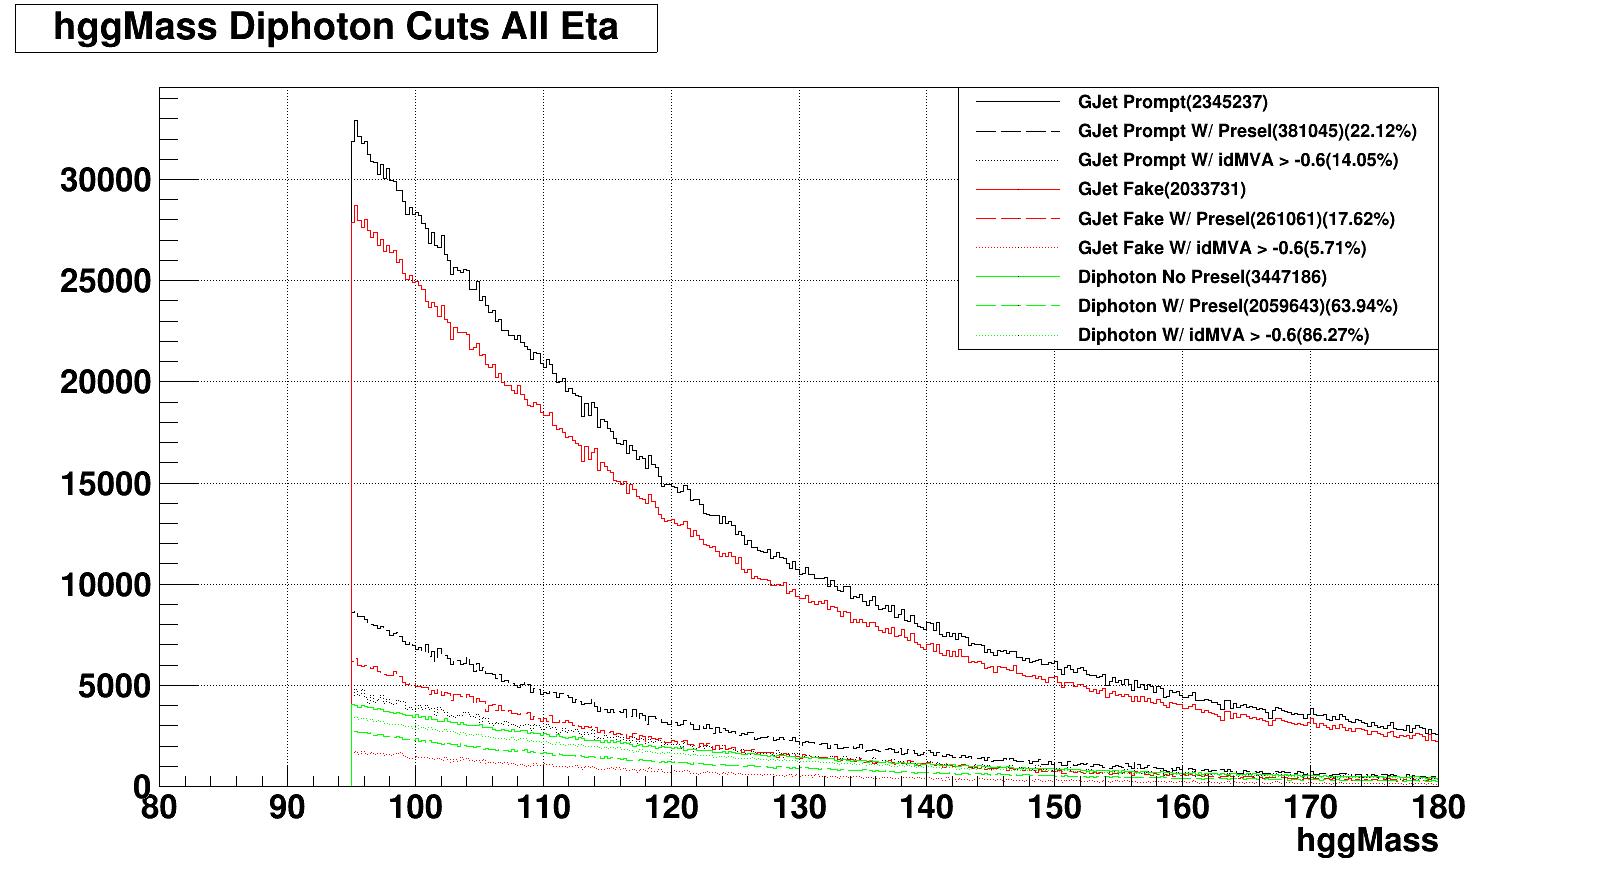 hggMass Diphoton Cuts All Eta
GJet Prompt(2345237)
GJet Prompt W/ Presel(381045)(22.12%)
GJet Prompt W/ idMVA > -0.6(14.05%)
GJet Fake(2033731)
GJet Fake W/ Presel(261061)(17.62%)
GJet Fake W/ idMVA > -0.6(5.71%)
Diphoton No Presel(3447186)
Diphoton W/ Presel(2059643)(63.94%)
Diphoton W/ idMVA > -0.6(86.27%)
30000
25000
20000
15000
10000
5000
0
80 90 100 110 120 130 140 150 160 170 180
hggMass